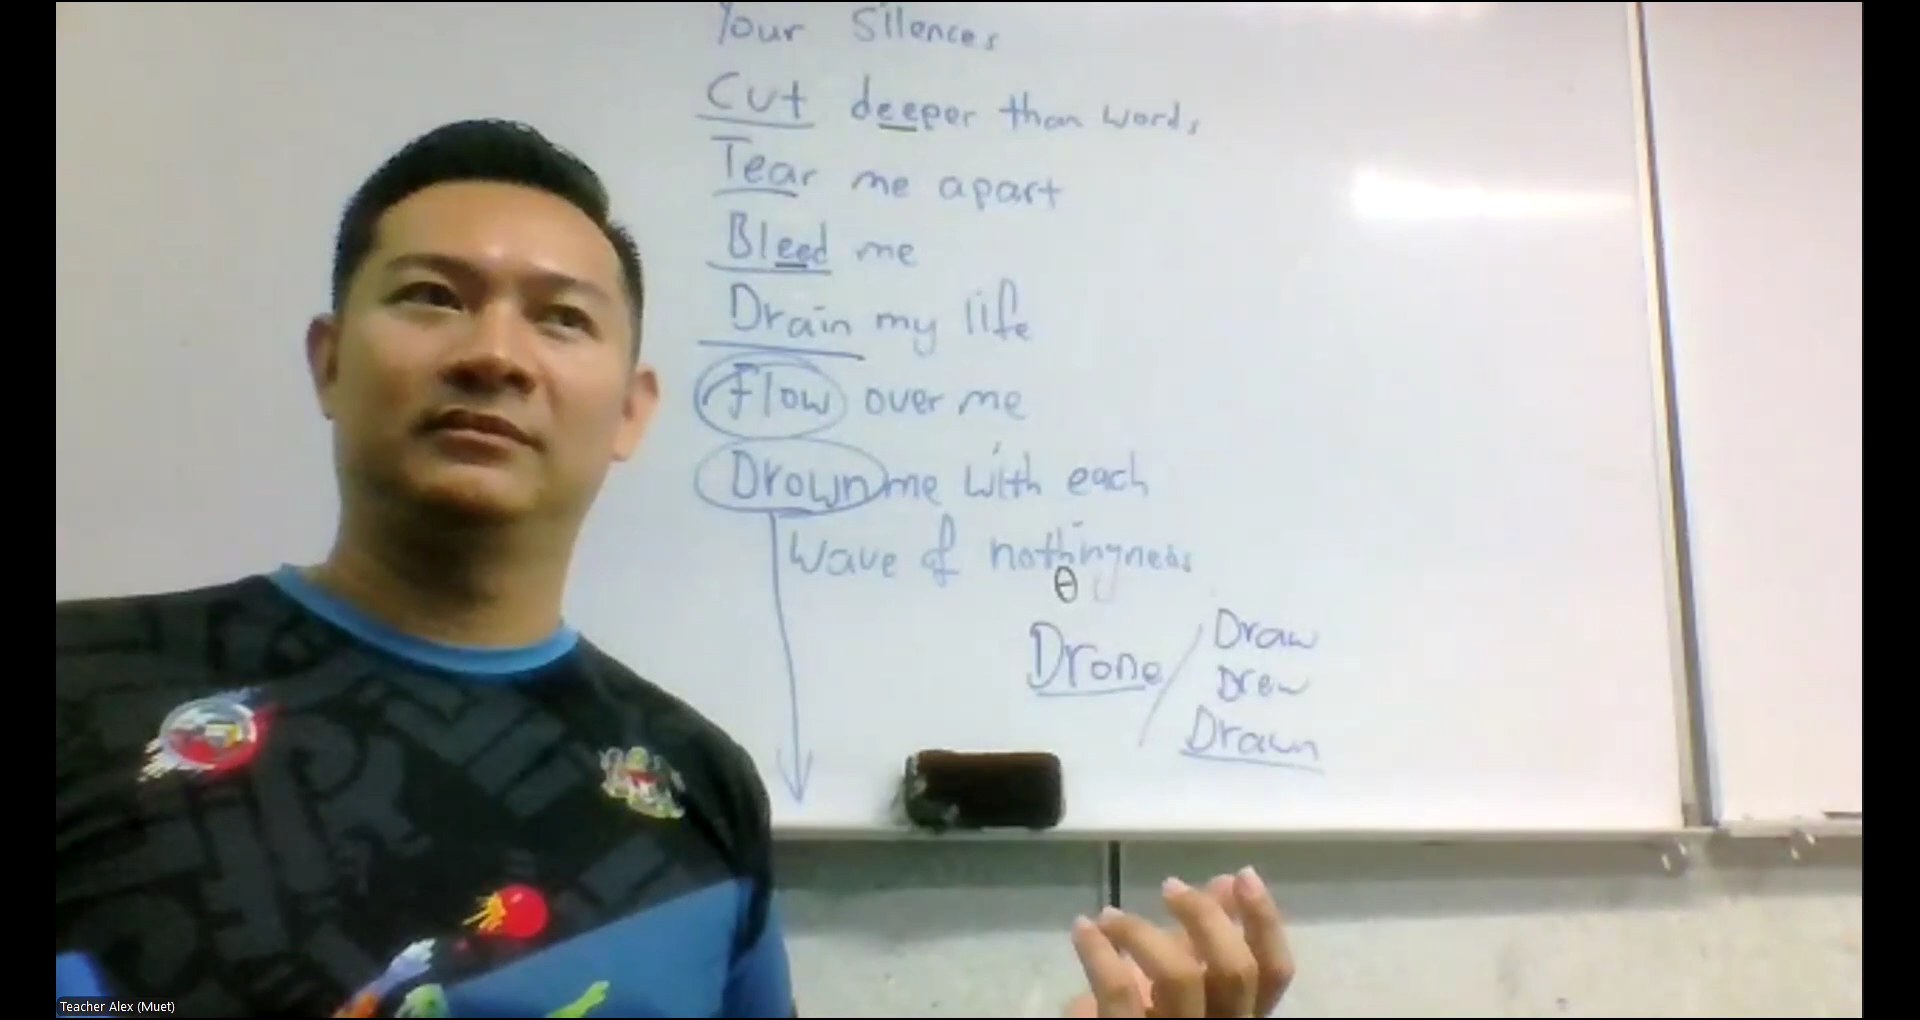 Your Silences
Cut deeper than words
Tear me apart
Bleed me
Drain my life
Flow over me
Drown me with each
wave of nothingness
θ
Drone / Draw
Drew
Drawn
Teacher Alex (Muet)